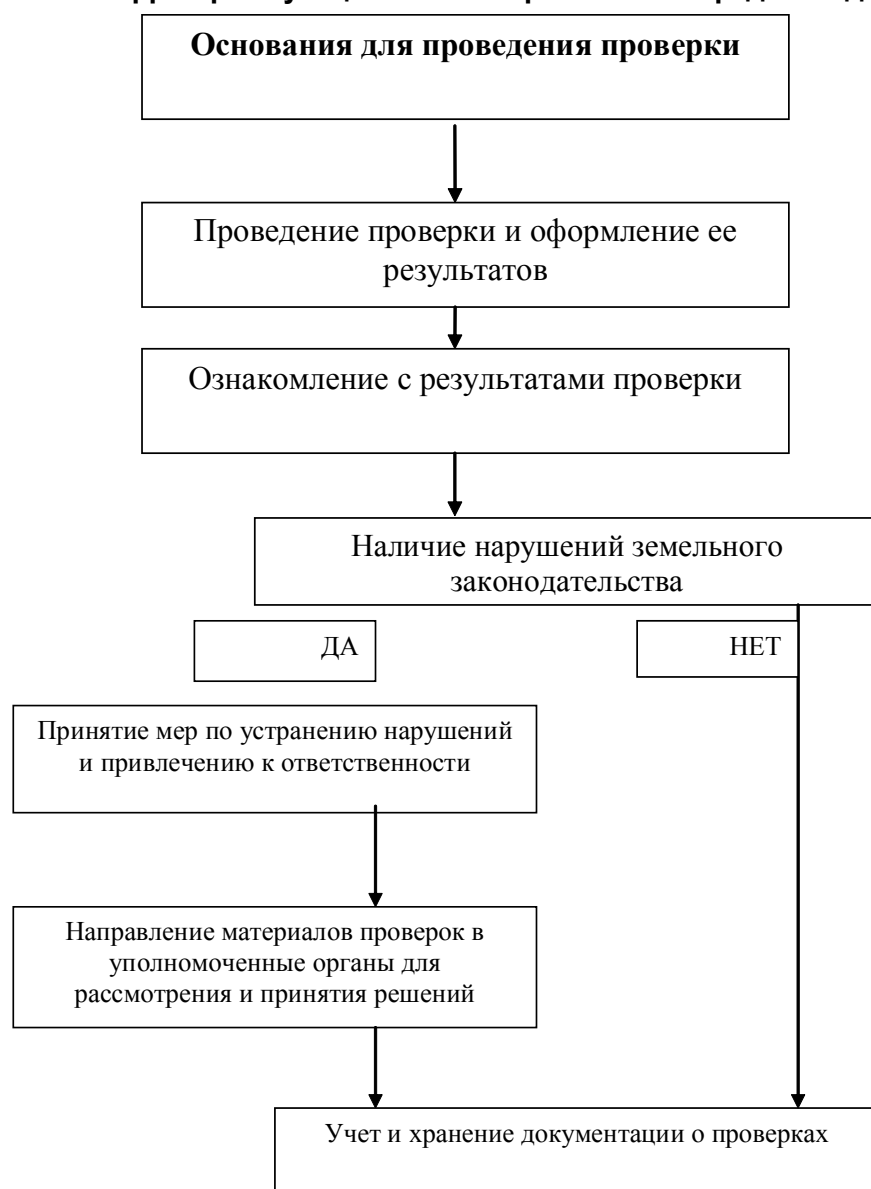 Основания для проведения проверки
Проведение проверки и оформление ее
результатов
Ознакомление с результатами проверки
Наличие нарушений земельного
законодательства
ДА
НЕТ
Принятие мер по устранению нарушений
и привлечению к ответственности
Направление материалов проверок в
уполномоченные органы для
рассмотрения и принятия решений
Учет и хранение документации о проверках